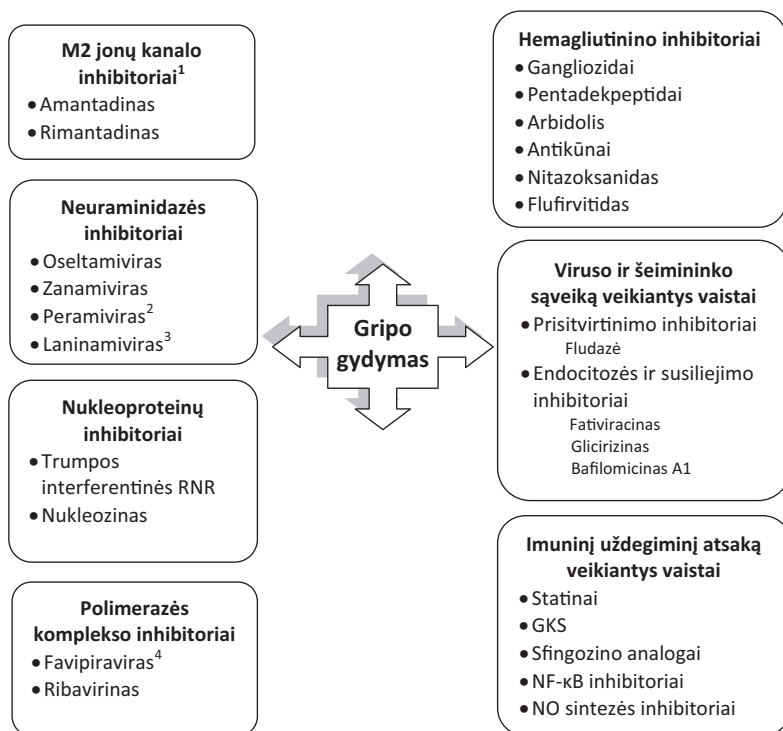 M2 jonų kanalo
inhibitoriai¹
• Amantadinas
• Rimantadinas
Neuraminidazės
inhibitoriai
• Oseltamiviras
• Zanamiviras
• Peramiviras²
• Laninamiviras³
Nukleoproteinų
inhibitoriai
• Trumpos
interferentinės RNR
• Nukleozinas
Polimerazės
komplekso inhibitoriai
• Favipiraviras⁴
• Ribavirinas
Gripo
gydymas
Hemagliutinino inhibitoriai
• Gangliozidai
• Pentadekpeptidai
• Arbidolis
• Antikūnai
• Nitazoksanidas
• Flufirvitidas
Viruso ir šeimininko
sąveiką veikiantys vaistai
• Prisitvirtinimo inhibitoriai
Fludazė
• Endocitozės ir susiliejimo
inhibitoriai
Fativiracinas
Glicirizinas
Bafilomicinas A1
Imuninį uždegiminį atsaką
veikiantys vaistai
• Statinai
• GKS
• Sfingozino analogai
• NF-κB inhibitoriai
• NO sintezės inhibitoriai